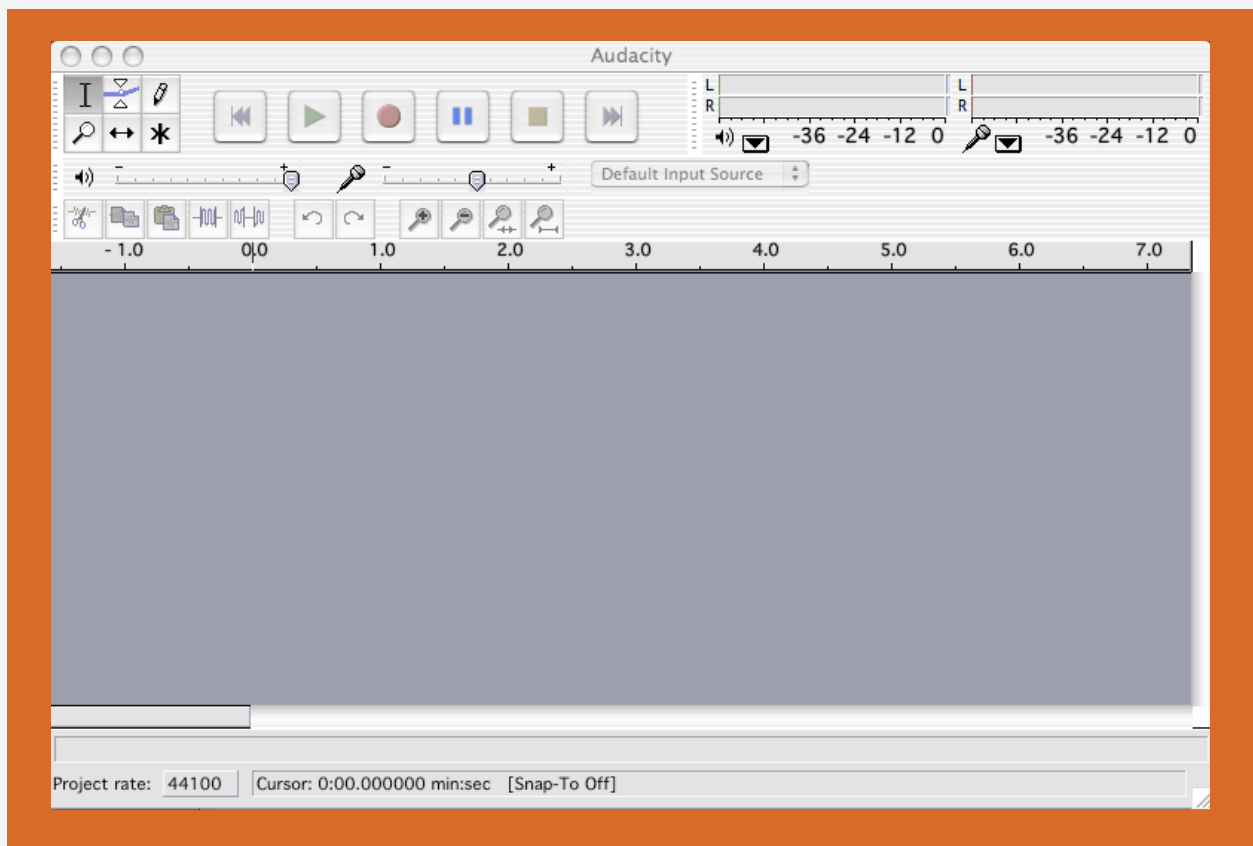 Audacity
L L
R R
-36 -24 -12 0 -36 -24 -12 0
- + - + Default Input Source
- 1.0 0.0 1.0 2.0 3.0 4.0 5.0 6.0 7.0
Project rate: 44100 Cursor: 0:00.000000 min:sec [Snap-To Off]